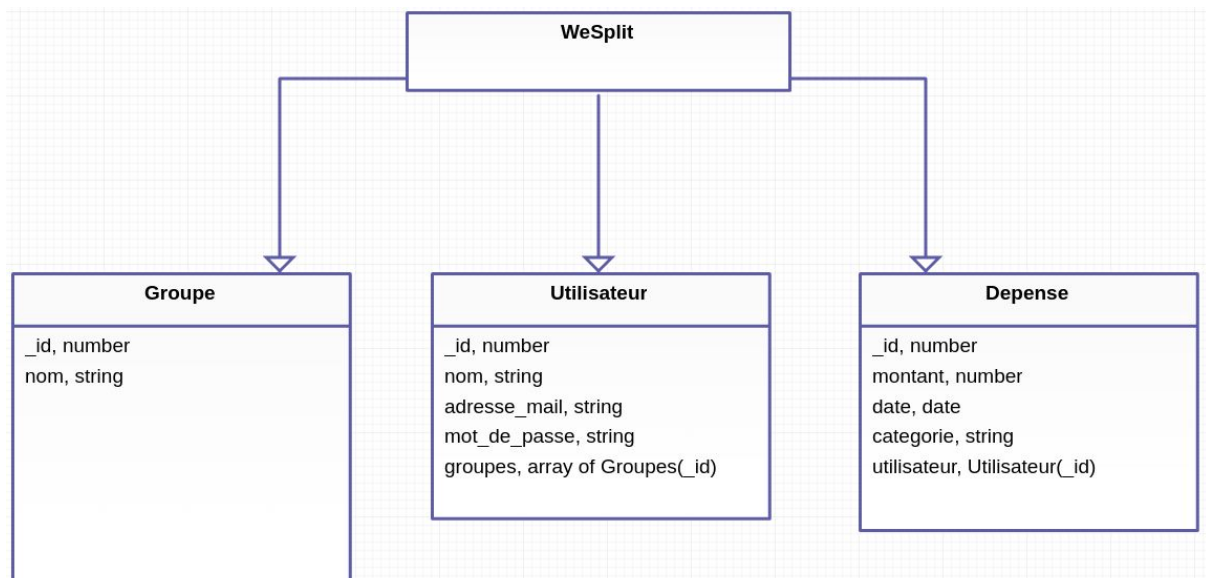 WeSplit
Groupe
_id, number
nom, string
Utilisateur
_id, number
nom, string
adresse_mail, string
mot_de_passe, string
groupes, array of Groupes(_id)
Depense
_id, number
montant, number
date, date
categorie, string
utilisateur, Utilisateur(_id)